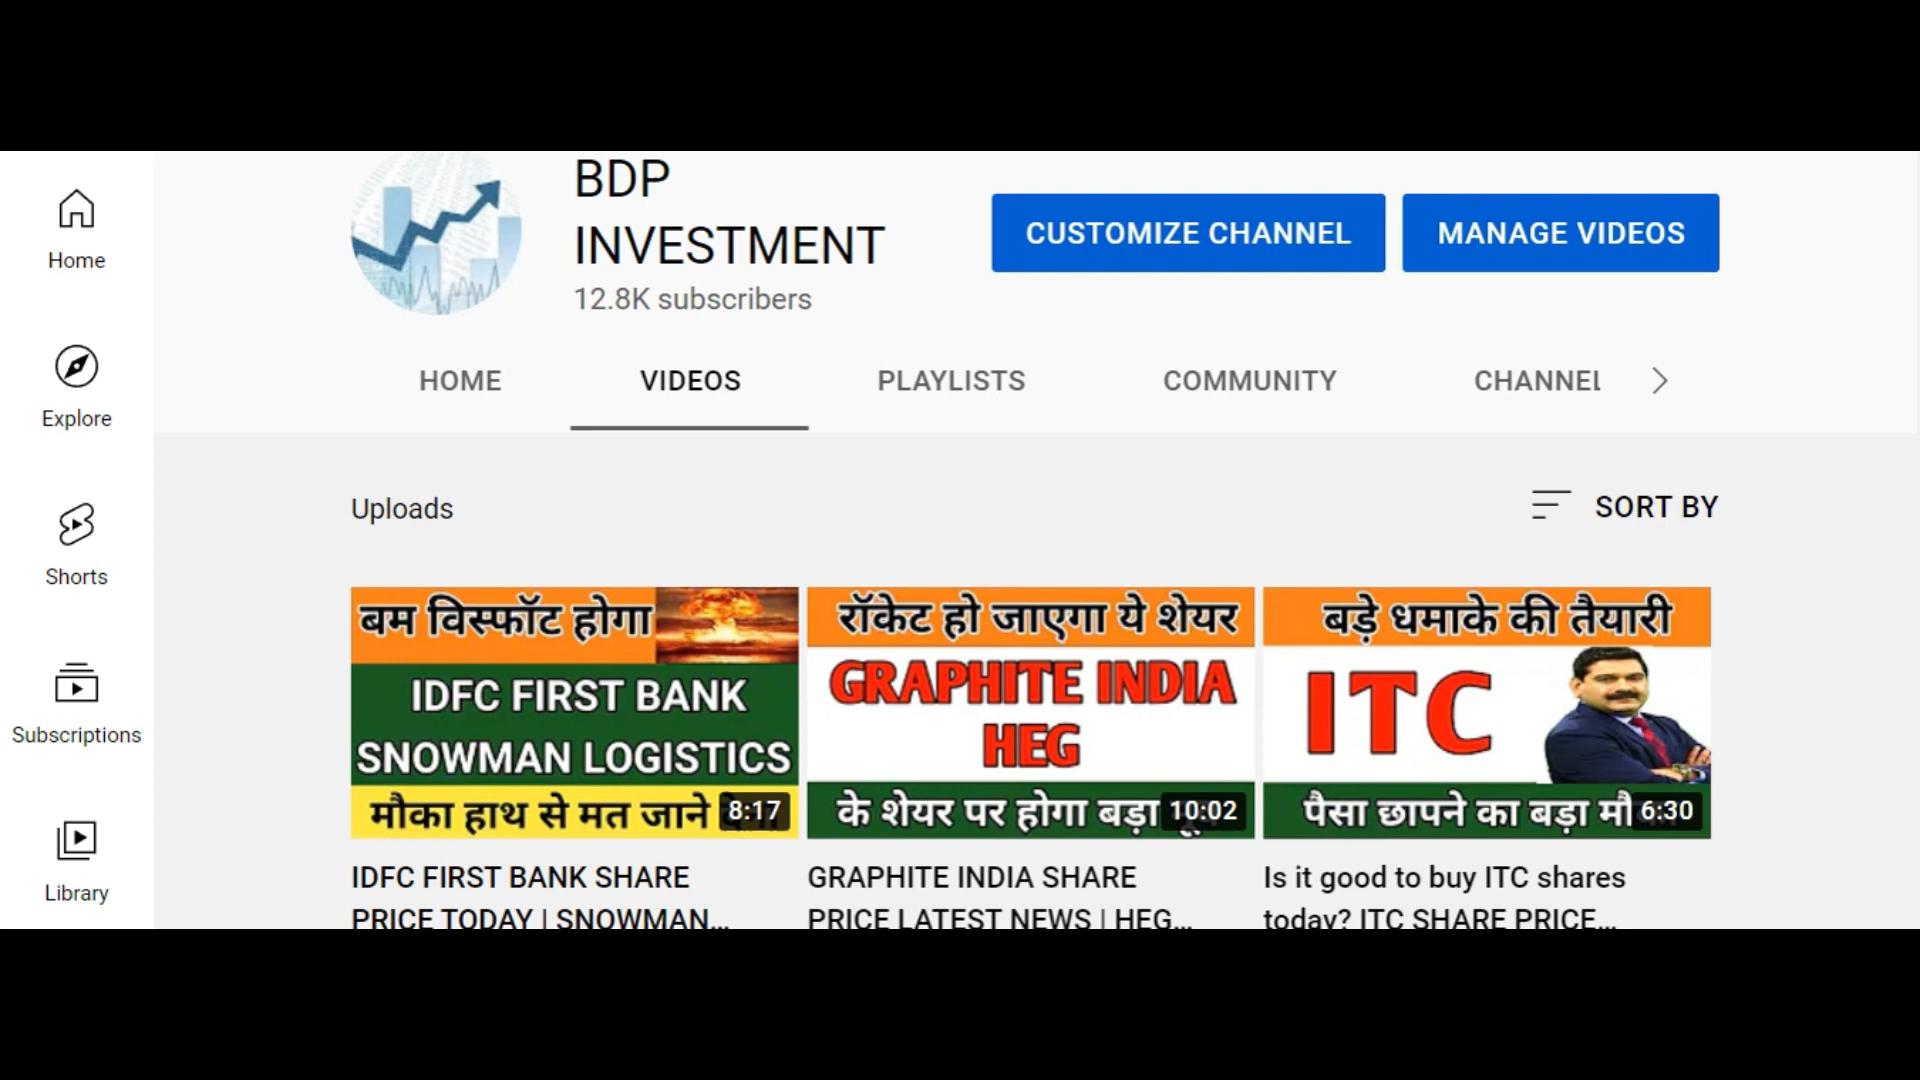 BDP
INVESTMENT
12.8K subscribers
CUSTOMIZE CHANNEL
MANAGE VIDEOS
Home
Explore
Shorts
Subscriptions
Library
HOME
VIDEOS
PLAYLISTS
COMMUNITY
CHANNEL
Uploads
SORT BY
बम विस्फॉट होगा
IDFC FIRST BANK
SNOWMAN LOGISTICS
मौका हाथ से मत जाने
8:17
IDFC FIRST BANK SHARE
PRICE TODAY | SNOWMAN...
रॉकेट हो जाएगा ये शेयर
GRAPHITE INDIA
HEG
के शेयर पर होगा बड़ा
10:02
GRAPHITE INDIA SHARE
PRICE LATEST NEWS | HEG...
बड़े धमाके की तैयारी
ITC
पैसा छापने का बड़ा
6:30
Is it good to buy ITC shares
today? ITC SHARE PRICE...